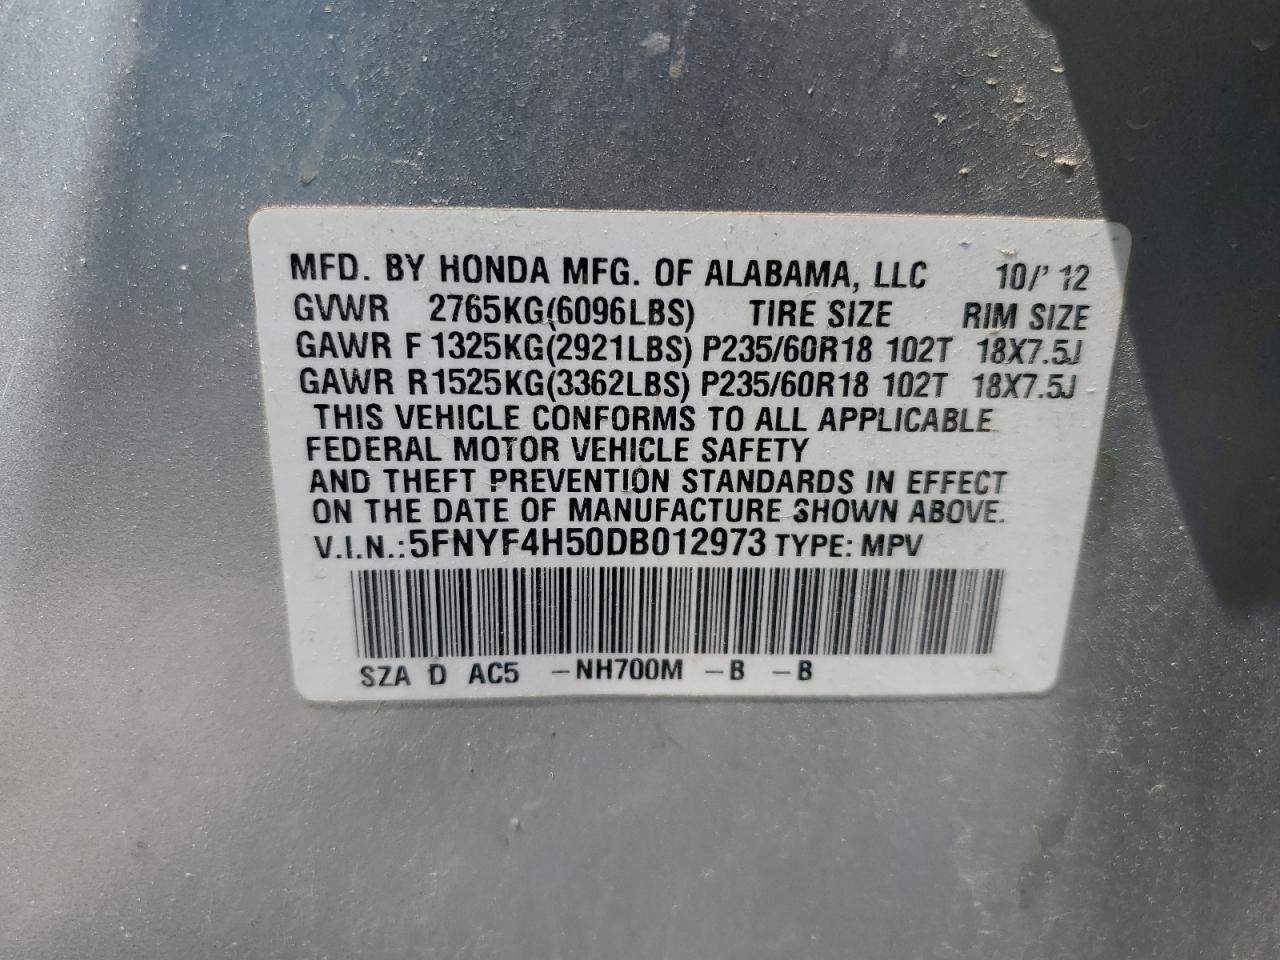 MFD. BY HONDA MFG. OF ALABAMA, LLC 10/' 12
GVWR 2765KG(6096LBS) TIRE SIZE RIM SIZE
GAWR F 1325KG(2921LBS) P235/60R18 102T 18X7.5J
GAWR R1525KG(3362LBS) P235/60R18 102T 18X7.5J
THIS VEHICLE CONFORMS TO ALL APPLICABLE
FEDERAL MOTOR VEHICLE SAFETY
AND THEFT PREVENTION STANDARDS IN EFFECT
ON THE DATE OF MANUFACTURE SHOWN ABOVE.
V.I.N.:5FNYF4H50DB012973 TYPE: MPV
SZA D AC5 –NH700M –B –B